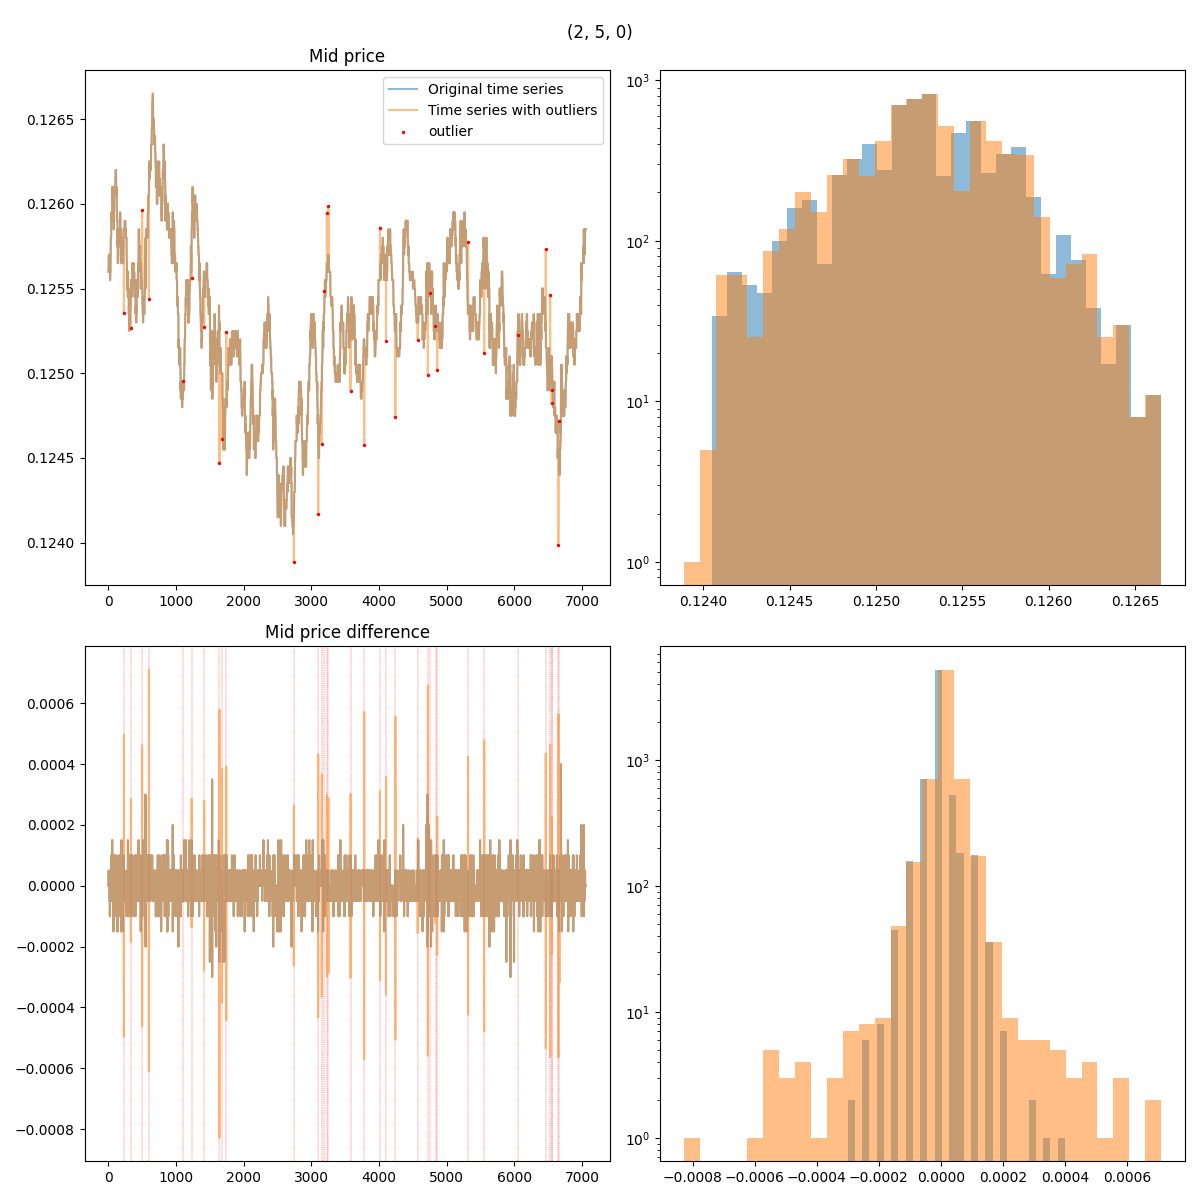 (2, 5, 0)
Mid price
Original time series
Time series with outliers
outlier
0.1265
0.1260
0.1255
0.1250
0.1245
0.1240
0 1000 2000 3000 4000 5000 6000 7000
10³
10²
10¹
10⁰
0.1240 0.1245 0.1250 0.1255 0.1260 0.1265
Mid price difference
0.0006
0.0004
0.0002
0.0000
−0.0002
−0.0004
−0.0006
−0.0008
0 1000 2000 3000 4000 5000 6000 7000
10³
10²
10¹
10⁰
−0.0008 −0.0006 −0.0004 −0.0002 0.0000 0.0002 0.0004 0.0006